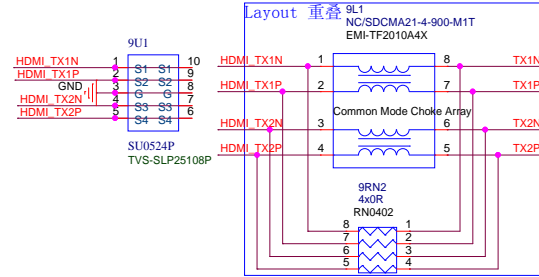 Layout 重叠
9L1
NC/SDCMA21-4-900-M1T
EMI-TF2010A4X
9U1
HDMI_TX1N 1 S1 S1 10
HDMI_TX1P 2 S2 S2 9
GND 3 G G 8
HDMI_TX2N 4 S3 S3 7
HDMI_TX2P 5 S4 S4 6
SU0524P
TVS-SLP25108P
HDMI_TX1N 1 8 TX1N
HDMI_TX1P 2 7 TX1P
Common Mode Choke Array
HDMI_TX2N 3 6 TX2N
HDMI_TX2P 4 5 TX2P
9RN2
4x0R
RN0402
8 1
7 2
6 3
5 4